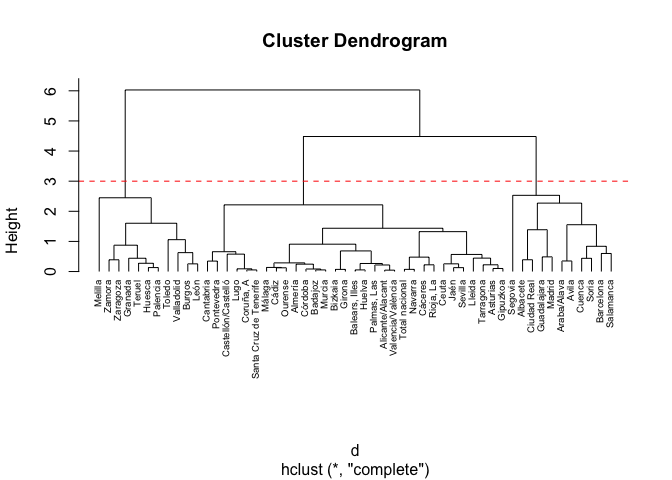 Cluster Dendrogram
Height
6
5
4
3
2
1
0
Melilla
Zamora
Zaragoza
Granada
Teruel
Huesca
Palencia
Toledo
Valladolid
Burgos
León
Cantabria
Pontevedra
Castellón/Castelló
Lugo
Coruña, A
Santa Cruz de Tenerife
Málaga
Cádiz
Ourense
Almería
Córdoba
Badajoz
Murcia
Bizkaia
Girona
Balears, Illes
Huelva
Palmas, Las
Alicante/Alacant
Valencia/València
Total nacional
Navarra
Cáceres
Rioja, La
Ceuta
Jaén
Sevilla
Lleida
Tarragona
Asturias
Gipuzkoa
Segovia
Albacete
Ciudad Real
Guadalajara
Madrid
Araba/Álava
Ávila
Cuenca
Soria
Barcelona
Salamanca
d
hclust (*, "complete")